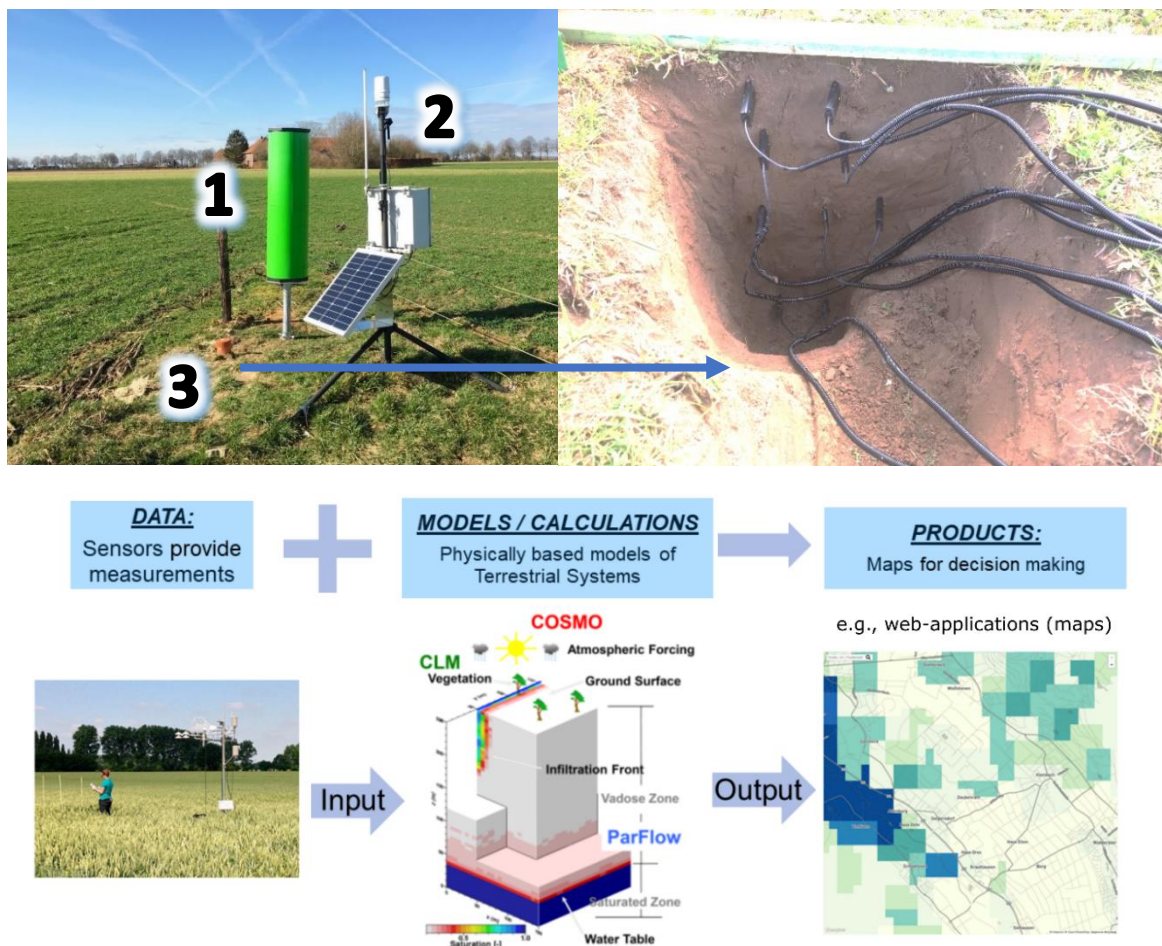 1
2
3
DATA:
Sensors provide
measurements
MODELS / CALCULATIONS
Physically based models of
Terrestrial Systems
PRODUCTS:
Maps for decision making
e.g., web-applications (maps)
COSMO
Atmospheric Forcing
CLM
Vegetation
Ground Surface
Infiltration Front
Vadose Zone
ParFlow
Saturated Zone
Water Table
0.5
1.0
Saturation [-]
Input
Output